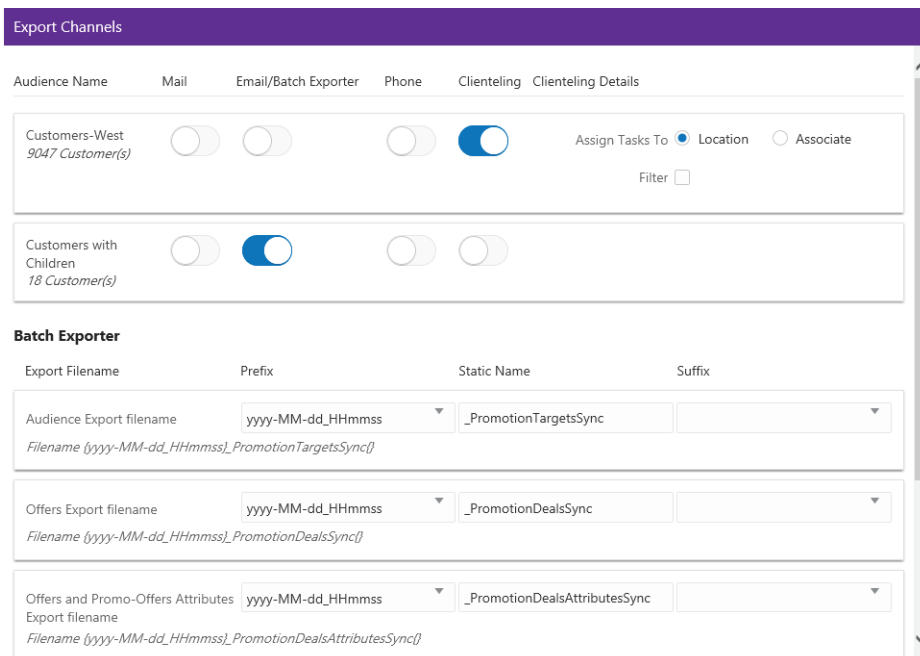 Export Channels
Audience Name Mail Email/Batch Exporter Phone Clienteling Clienteling Details
Customers-West
9047 Customer(s)
Assign Tasks To Location Associate
Filter
Customers with
Children
18 Customer(s)
Batch Exporter
Export Filename Prefix Static Name Suffix
Audience Export filename yyyy-MM-dd_HHmmss _PromotionTargetsSync
Filename {yyyy-MM-dd_HHmmss}_PromotionTargetsSync{}
Offers Export filename yyyy-MM-dd_HHmmss _PromotionDealsSync
Filename {yyyy-MM-dd_HHmmss}_PromotionDealsSync{}
Offers and Promo-Offers Attributes yyyy-MM-dd_HHmmss _PromotionDealsAttributesSync
Export filename
Filename {yyyy-MM-dd_HHmmss}_PromotionDealsAttributesSync{}